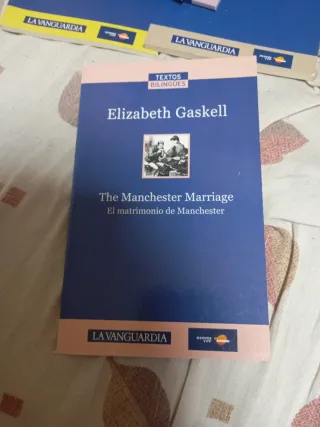 LA VANGUARDIA
LA VANGUARDIA
TEXTOS
BILINGÜES
Elizabeth Gaskell
The Manchester Marriage
El matrimonio de Manchester
LA VANGUARDIA